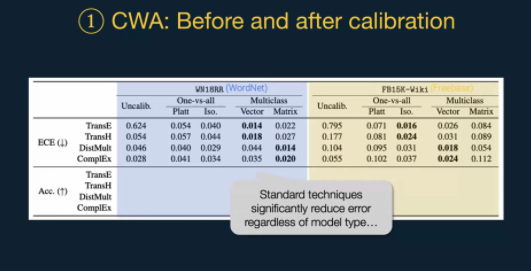 ① CWA: Before and after calibration
WN18RR (WordNet) FB15K-Wiki (Freebase)
Uncalib. One-vs-all Multiclass Uncalib. One-vs-all Multiclass
Platt Iso. Vector Matrix Platt Iso. Vector Matrix
ECE (↓)
TransE 0.624 0.054 0.040 0.014 0.022 0.795 0.071 0.016 0.026 0.084
TransH 0.054 0.057 0.044 0.018 0.027 0.177 0.081 0.024 0.031 0.089
DistMult 0.046 0.040 0.029 0.044 0.014 0.104 0.095 0.031 0.018 0.054
ComplEx 0.028 0.041 0.034 0.035 0.020 0.055 0.102 0.037 0.024 0.112
Acc. (↑)
TransE
TransH
DistMult
ComplEx
Standard techniques
significantly reduce error
regardless of model type…